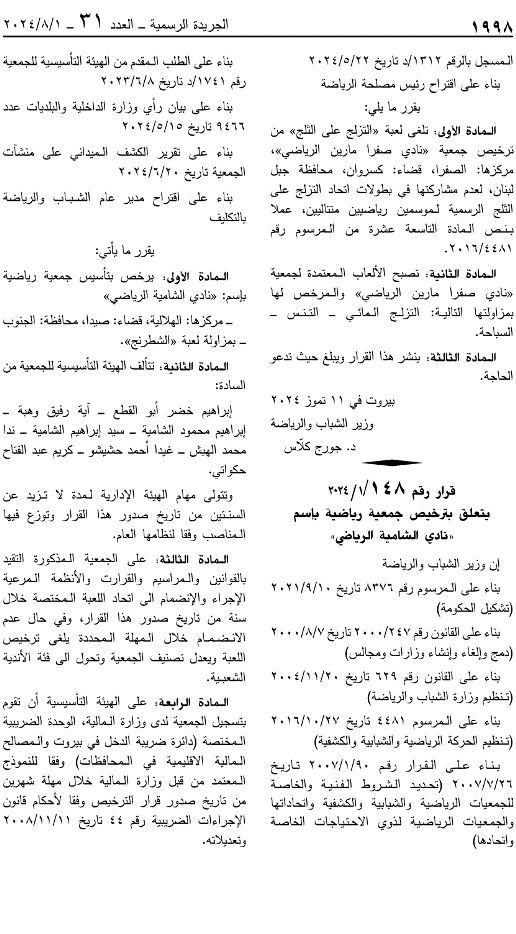 ١٩٩٨
الجريدة الرسمية ــ العدد ٣١ ــ ٢٠٢٤/٨/١
المسجل بالرقم ١٣١٢/د تاريخ ٢٠٢٤/٥/٢٢
بناء على اقتراح رئيس مصلحة الرياضة
يقرر ما يلي:
المادة الأولى: تلغى لعبة «التزلج على الثلج» من
ترخيص جمعية «نادي صفرا مارين الرياضي»،
مركزها: الصفرا، قضاء: كسروان، محافظة جبل
لبنان، لعدم مشاركتها في بطولات اتحاد التزلج على
الثلج الرسمية لموسمين رياضيين متتاليين، عملا
بنص المادة التاسعة عشرة من المرسوم رقم
٢٠١٦/٤٤٨١.
المادة الثانية: تصبح الألعاب المعتمدة لجمعية
«نادي صفرا مارين الرياضي» والمرخص لها
بمزاولتها التالية: التزلج المائي ــ التنس ــ
السباحة.
المادة الثالثة: ينشر هذا القرار ويبلغ حيث تدعو
الحاجة.
بيروت في ١١ تموز ٢٠٢٤
وزير الشباب والرياضة
د. جورج كلّاس
قرار رقم ٢٠٢٤/١/١٤٨
يتعلق بترخيص جمعية رياضية بإسم
«نادي الشامية الرياضي»
إن وزير الشباب والرياضة
بناء على المرسوم رقم ٨٣٧٦ تاريخ ٢٠٢١/٩/١٠
(تشكيل الحكومة)
بناء على القانون رقم ٢٠٠٠/٢٤٧ تاريخ ٢٠٠٠/٨/٧
(دمج وإلغاء وإنشاء وزارات ومجالس)
بناء على القانون رقم ٦٢٩ تاريخ ٢٠٠٤/١١/٢٠
(تنظيم وزارة الشباب والرياضة)
بناء على المرسوم ٤٤٨١ تاريخ ٢٠١٦/١٠/٢٧
(تنظيم الحركة الرياضية والشبابية والكشفية)
بناء على القرار رقم ٢٠٠٧/١/٩٠ تاريخ
٢٠٠٧/٧/٢٦ (تحديد الشروط الفنية والخاصة
للجمعيات الرياضية والشبابية والكشفية واتحاداتها
والجمعيات الرياضية لذوي الاحتياجات الخاصة
واتحادها)
بناء على الطلب المقدم من الهيئة التأسيسية للجمعية
رقم ١٧٤١/د تاريخ ٢٠٢٣/٦/٨
بناء على بيان رأي وزارة الداخلية والبلديات عدد
٩٤٦٦ تاريخ ٢٠٢٤/٥/١٥
بناء على تقرير الكشف الميداني على منشآت
الجمعية تاريخ ٢٠٢٤/٦/٢٠
بناء على اقتراح مدير عام الشباب والرياضة
بالتكليف
يقرر ما يأتي:
المادة الأولى: يرخص بتأسيس جمعية رياضية
بإسم: «نادي الشامية الرياضي»
ــ مركزها: الهلالية، قضاء: صيدا، محافظة: الجنوب
ــ بمزاولة لعبة «الشطرنج».
المادة الثانية: تتألف الهيئة التأسيسية للجمعية من
السادة:
إبراهيم خضر أبو القطع ــ آية رفيق وهبة ــ
إبراهيم محمود الشامية ــ سيد إبراهيم الشامية ــ ندا
محمد الهبش ــ غيدا أحمد حشيشو ــ كريم عبد الفتاح
حكواتي.
وتتولى مهام الهيئة الإدارية لمدة لا تزيد عن
السنتين من تاريخ صدور هذا القرار وتوزع فيها
المناصب وفقا لنظامها العام.
المادة الثالثة: على الجمعية المذكورة التقيد
بالقوانين والمراسيم والقرارت والأنظمة المرعية
الإجراء والإنضمام الى اتحاد اللعبة المختصة خلال
سنة من تاريخ صدور هذا القرار، وفي حال عدم
الانضمام خلال المهلة المحددة يلغى ترخيص
اللعبة ويعدل تصنيف الجمعية وتحول الى فئة الأندية
الشعبية.
المادة الرابعة: على الهيئة التأسيسية أن تقوم
بتسجيل الجمعية لدى وزارة المالية، الوحدة الضريبية
المختصة (دائرة ضريبة الدخل في بيروت والمصالح
المالية الاقليمية في المحافظات) وفقا للنموذج
المعتمد من قبل وزارة المالية خلال مهلة شهرين
من تاريخ صدور قرار الترخيص وفقا لأحكام قانون
الإجراءات الضريبية رقم ٤٤ تاريخ ٢٠٠٨/١١/١١
وتعديلاته.